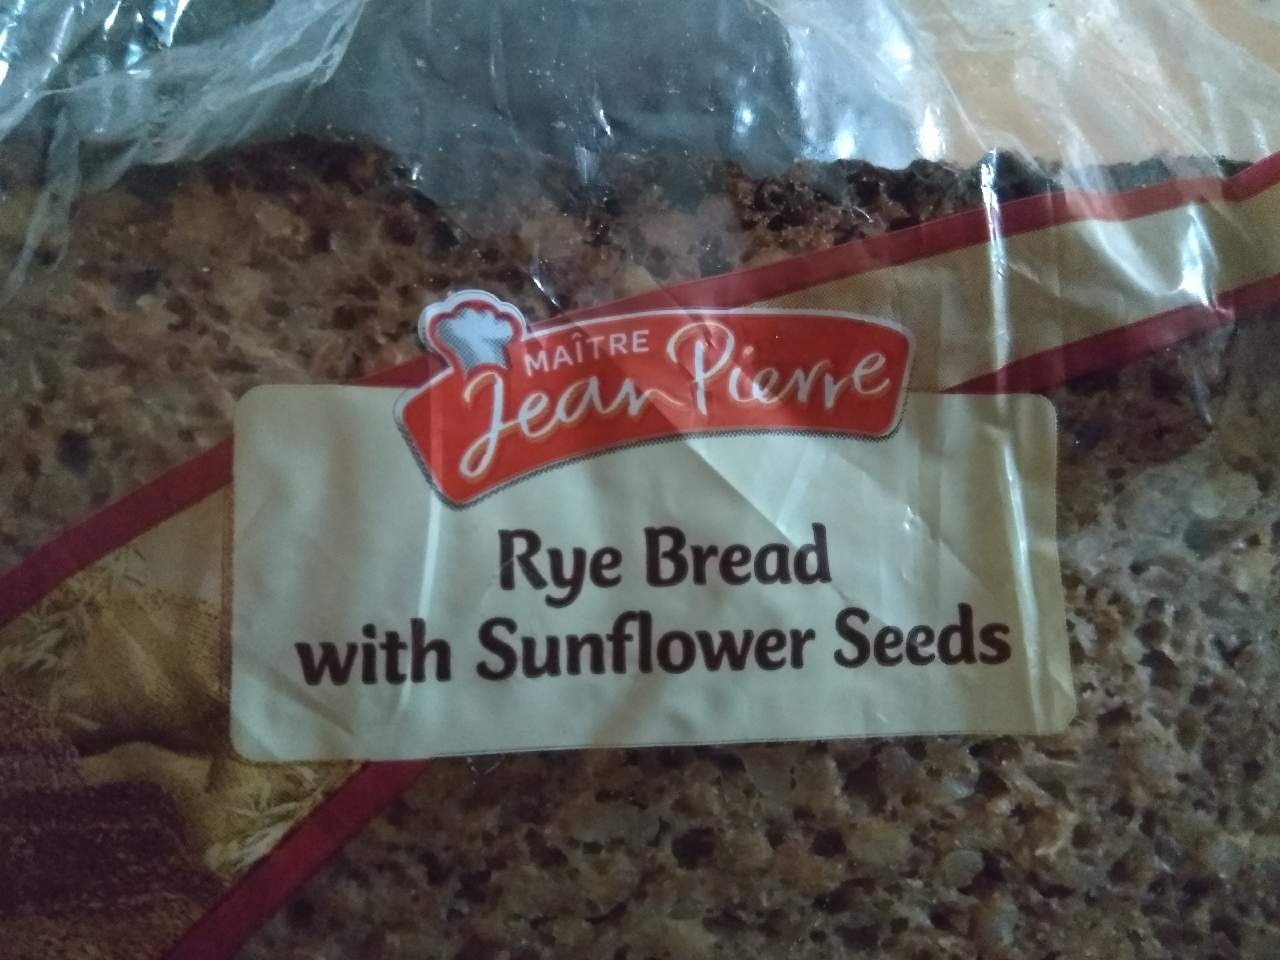 MAÎTRE
Jean Pierre
Rye Bread
with Sunflower Seeds